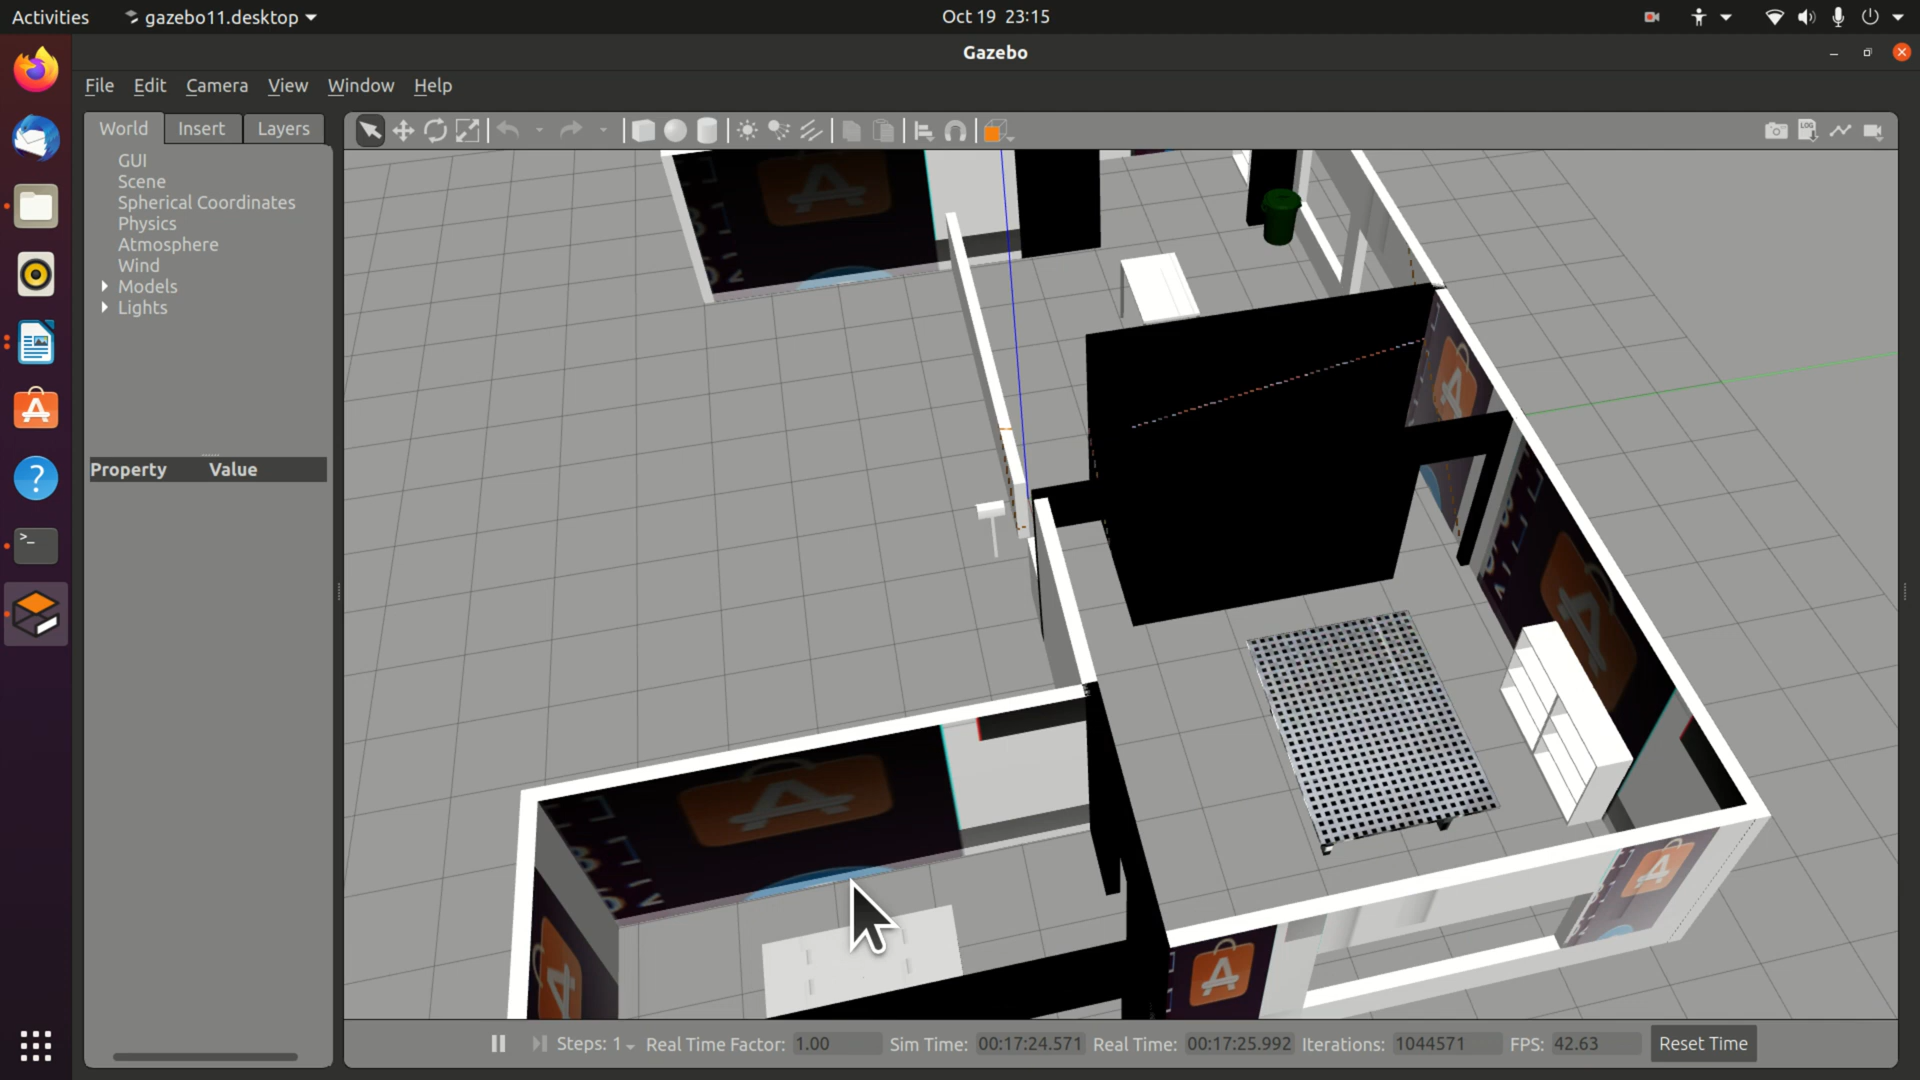 Activities
gazebo11.desktop
Oct 19 23:15
Gazebo
File Edit Camera View Window Help
World Insert Layers
GUI
Scene
Spherical Coordinates
Physics
Atmosphere
Wind
Models
Lights
Property Value
LOG
Steps: 1 Real Time Factor: 1.00 Sim Time: 00:17:24.571 Real Time: 00:17:25.992 Iterations: 1044571 FPS: 42.63 Reset Time